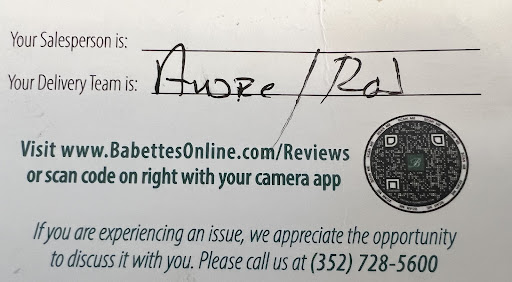 Your Salesperson is:
Your Delivery Team is: Andre / Rod
Visit www.BabettesOnline.com/Reviews
or scan code on right with your camera app
If you are experiencing an issue, we appreciate the opportunity
to discuss it with you. Please call us at (352) 728-5600